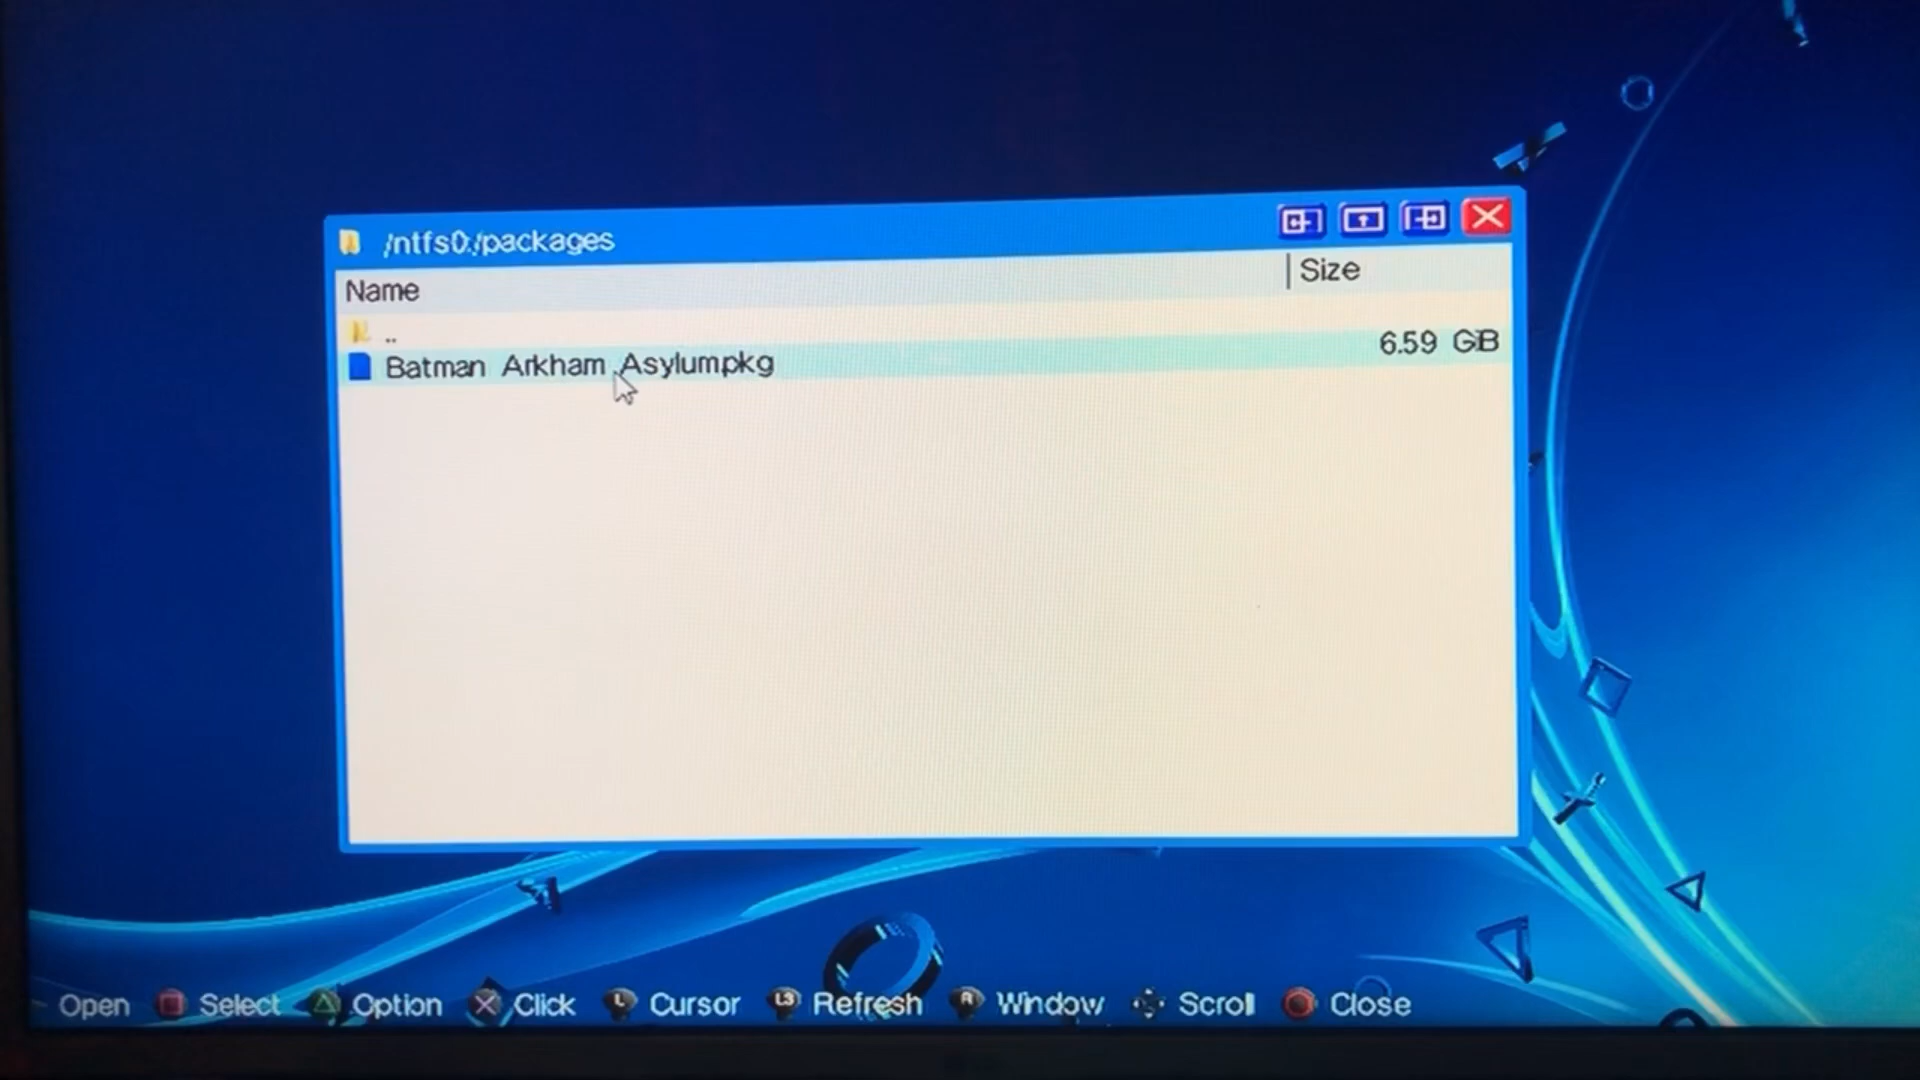 /ntfs0:/packages
Name | Size
..
Batman Arkham Asylum.pkg 6.59 GB
Open Select Option Click L Cursor L3 Refresh R Window Scroll Close